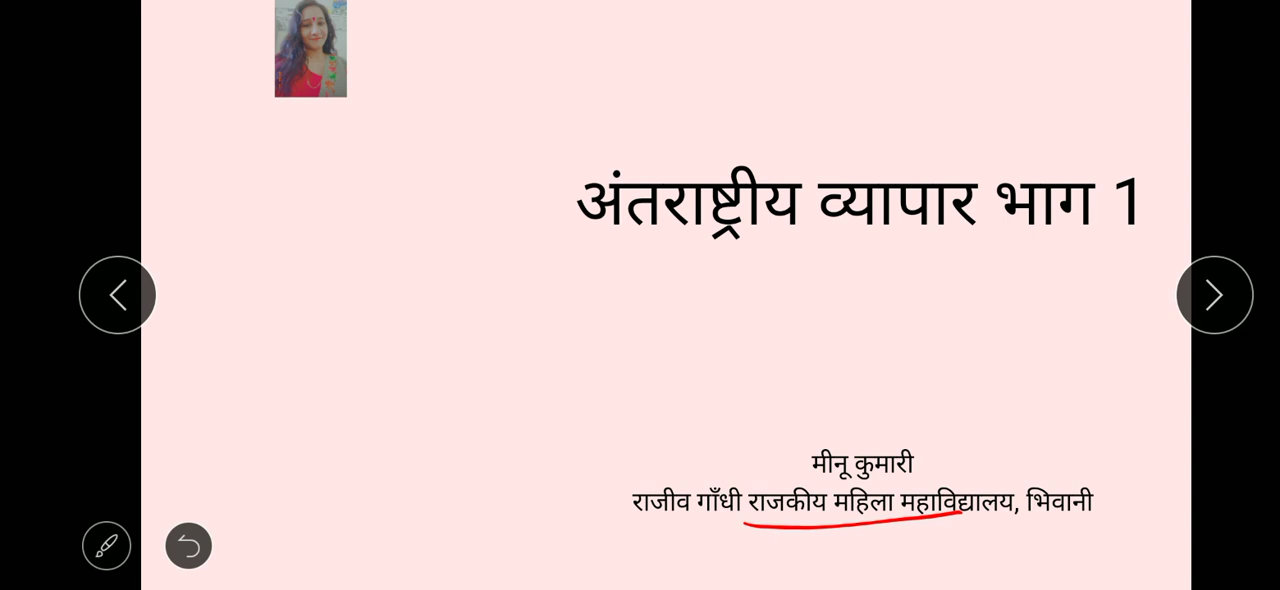 अंतराष्ट्रीय व्यापार भाग 1
मीनू कुमारी
राजीव गाँधी राजकीय महिला महाविद्यालय, भिवानी